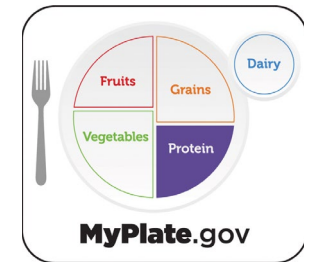 Dairy
Fruits
Grains
Vegetables
Protein
MyPlate.gov